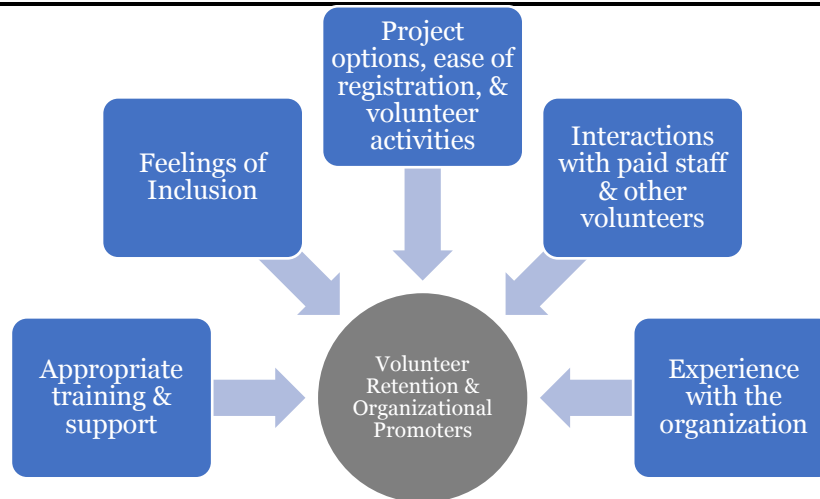 Project
options, ease of
registration, &
volunteer
activities
Feelings of
Inclusion
Interactions
with paid staff
& other
volunteers
Appropriate
training &
support
Volunteer
Retention &
Organizational
Promoters
Experience
with the
organization